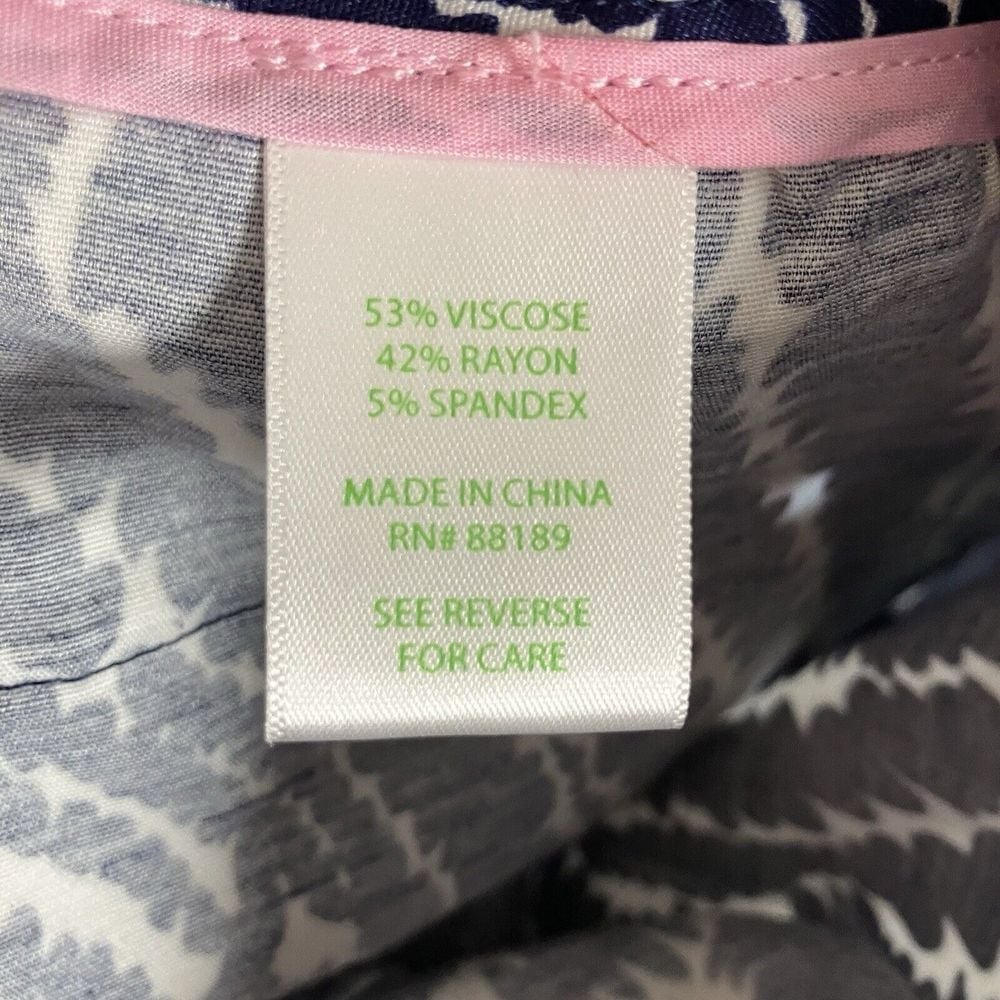 53% VISCOSE
42% RAYON
5% SPANDEX
MADE IN CHINA
RN# 88189
SEE REVERSE
FOR CARE